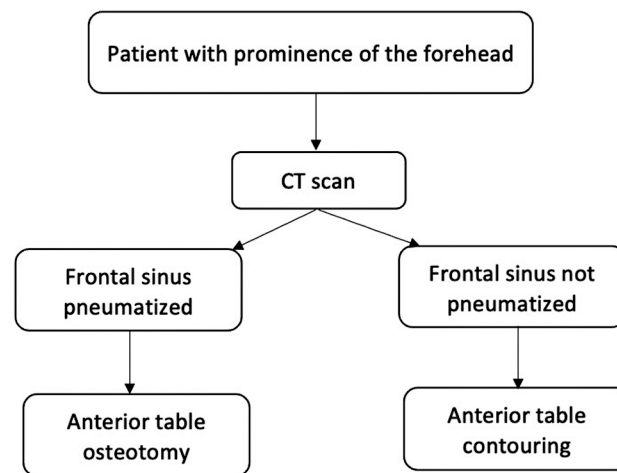 Patient with prominence of the forehead
CT scan
Frontal sinus
pneumatized
Frontal sinus not
pneumatized
Anterior table
osteotomy
Anterior table
contouring